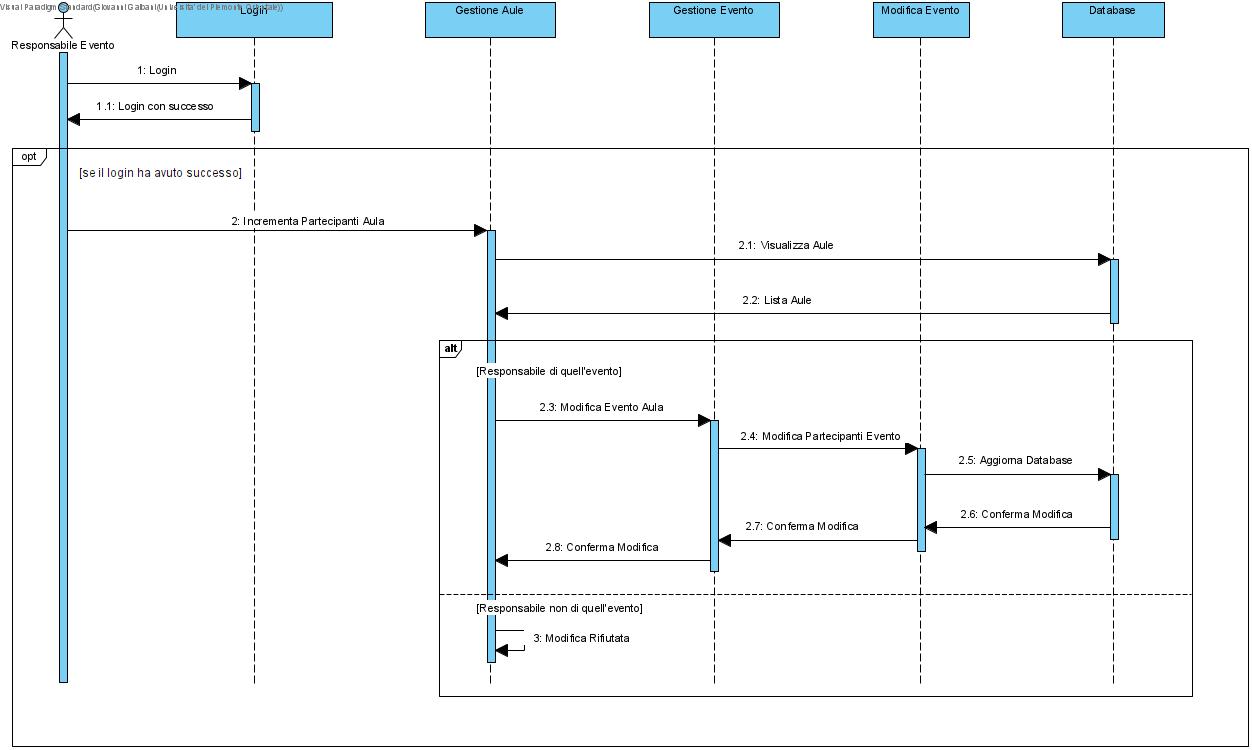 Visual Paradigm Standard(Giovanni Galbani(Universita' del Piemonte Orientale))
Login
Gestione Aule
Gestione Evento
Modifica Evento
Database
Responsabile Evento
1: Login
1.1: Login con successo
opt
[se il login ha avuto successo]
2: Incrementa Partecipanti Aula
2.1: Visualizza Aule
2.2: Lista Aule
alt
[Responsabile di quell'evento]
2.3: Modifica Evento Aula
2.4: Modifica Partecipanti Evento
2.5: Aggiorna Database
2.6: Conferma Modifica
2.7: Conferma Modifica
2.8: Conferma Modifica
[Responsabile non di quell'evento]
3: Modifica Rifiutata